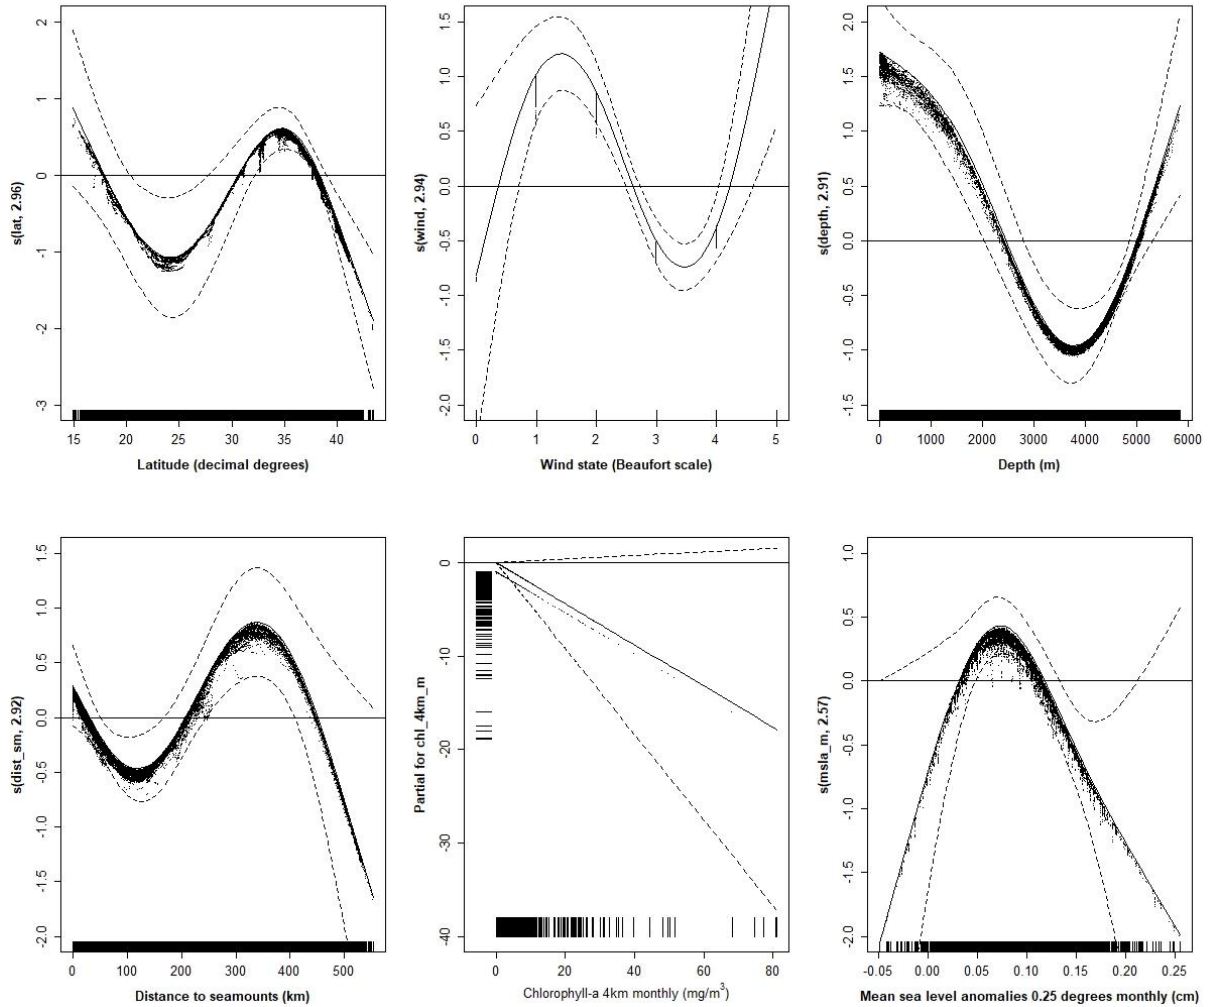 s(lat, 2.96)
2
1
0
-1
-2
-3
15 20 25 30 35 40
Latitude (decimal degrees)
s(wind, 2.94)
1.5
1.0
0.5
0.0
-0.5
-1.0
-1.5
-2.0
0 1 2 3 4 5
Wind state (Beaufort scale)
s(depth, 2.91)
2.0
1.5
1.0
0.5
0.0
-0.5
-1.0
-1.5
0 1000 2000 3000 4000 5000 6000
Depth (m)
s(dist_sm, 2.92)
1.5
1.0
0.5
0.0
-0.5
-1.0
-1.5
-2.0
0 100 200 300 400 500
Distance to seamounts (km)
Partial for chl_4km_m
0
-10
-20
-30
-40
0 20 40 60 80
Chlorophyll-a 4km monthly (mg/m³)
s(msla_m, 2.57)
1.0
0.5
0.0
-0.5
-1.0
-1.5
-2.0
-0.05 0.00 0.05 0.10 0.15 0.20 0.25
Mean sea level anomalies 0.25 degrees monthly (cm)